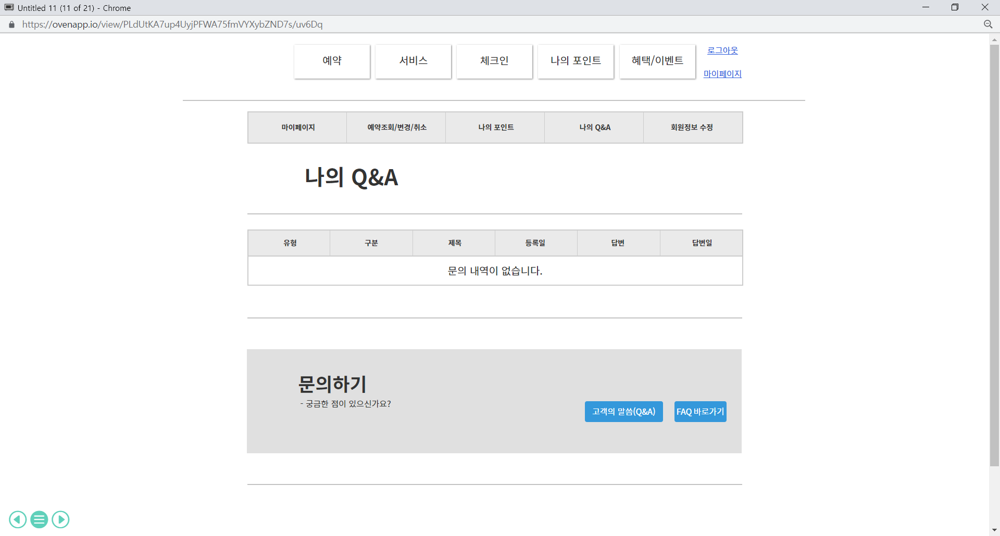 Untitled 11 (11 of 21) - Chrome
https://ovenapp.io/view/PLdUtKA7up4UyjPFWA75fmVYXybZND7s/uv6Dq
예약 서비스 체크인 나의 포인트 혜택/이벤트 로그아웃
마이페이지
마이페이지 예약조회/변경/취소 나의 포인트 나의 Q&A 회원정보 수정
나의 Q&A
유형 구분 제목 등록일 답변 답변일
문의 내역이 없습니다.
문의하기
- 궁금한 점이 있으신가요?
고객의 말씀(Q&A) FAQ 바로가기